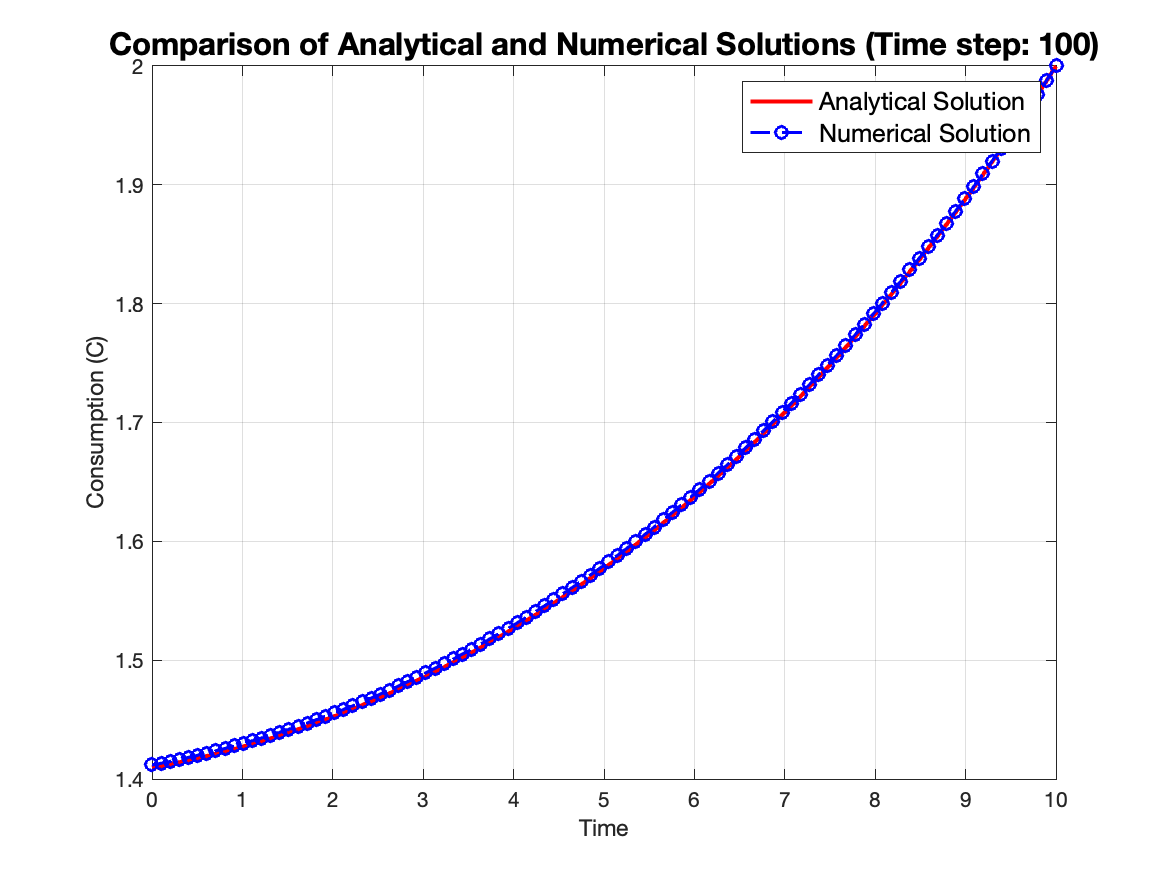 Comparison of Analytical and Numerical Solutions (Time step: 100)
Analytical Solution
Numerical Solution
Consumption (C)
2
1.9
1.8
1.7
1.6
1.5
1.4
0 1 2 3 4 5 6 7 8 9 10
Time